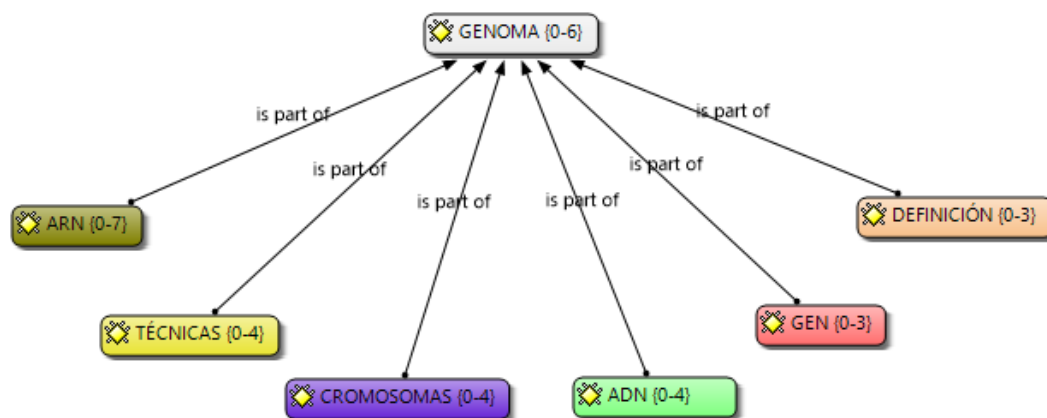 GENOMA {0-6}
is part of
is part of
is part of
is part of
is part of
is part of
ARN {0-7}
DEFINICIÓN {0-3}
TÉCNICAS {0-4}
GEN {0-3}
CROMOSOMAS {0-4}
ADN {0-4}